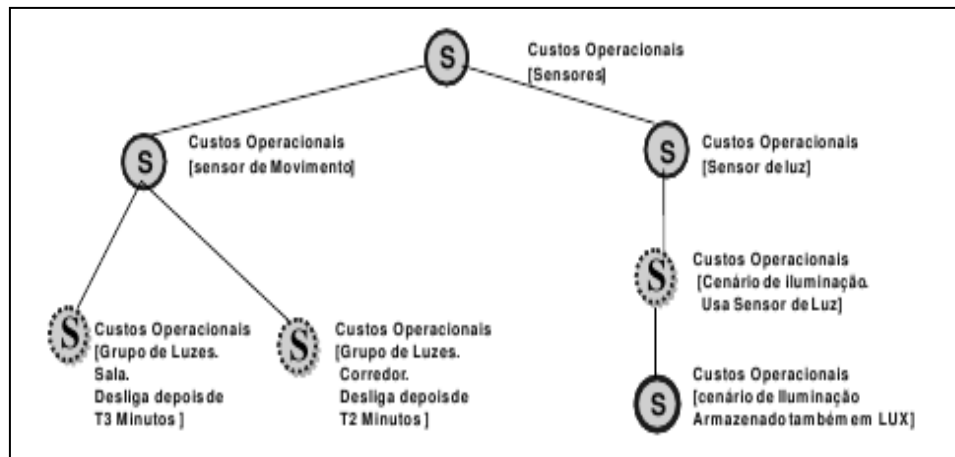 S
Custos Operacionais
[Sensores]
S
Custos Operacionais
[sensor de Movimento]
S
Custos Operacionais
[Sensor de luz]
S
Custos Operacionais
[Cenário de iluminação.
Usa Sensor de Luz]
S
Custos Operacionais
[Grupo de Luzes.
Sala.
Desliga depois de
T3 Minutos ]
S
Custos Operacionais
[Grupo de Luzes.
Corredor.
Desliga depois de
T2 Minutos ]
S
Custos Operacionais
[cenário de Iluminação
Armazenado também em LUX]